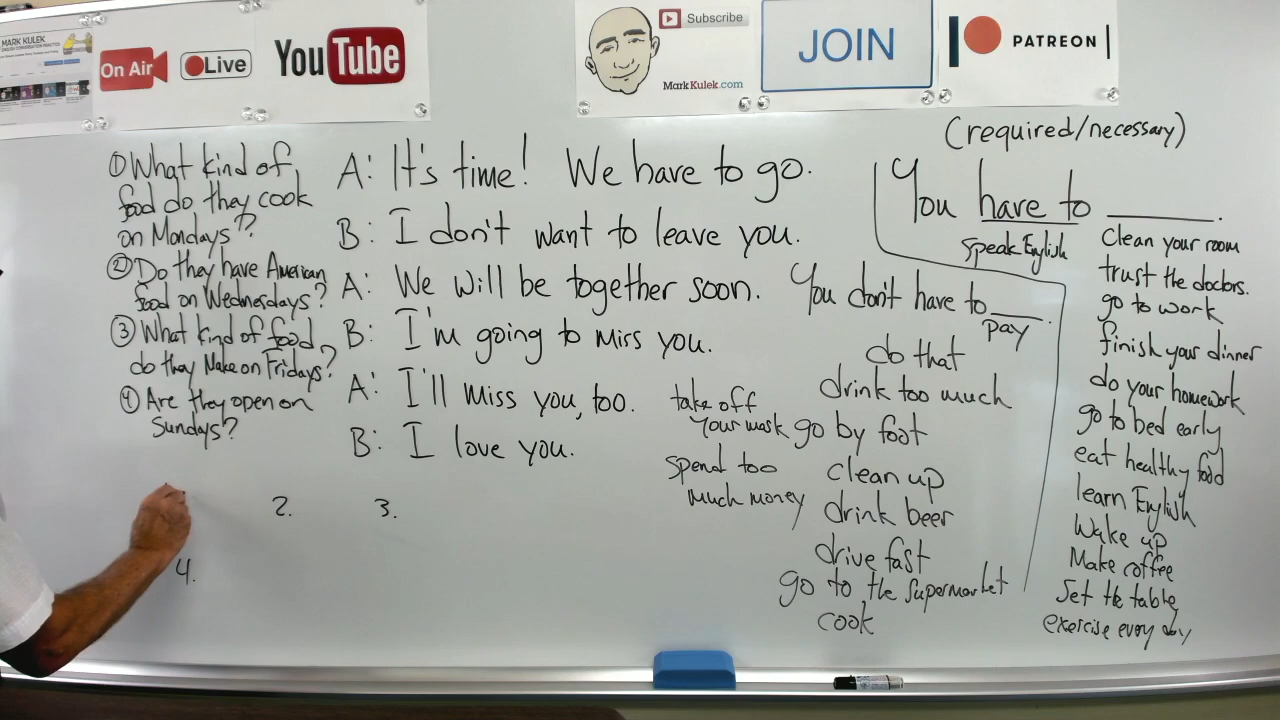 MARK KULEK
On Air
Live
YouTube
Subscribe
MarkKulek.com
JOIN
PATREON
① What kind of
food do they cook
on Mondays?
② Do they have American
food on Wednesdays?
③ What kind of food
do they Make on Fridays?
④ Are they open on
Sundays?
2.
3.
4.
A: It's time! We have to go.
B: I don't want to leave you.
A: We will be together soon.
B: I'm going to miss you.
A: I'll miss you, too.
B: I love you.
(required/necessary)
You have to ______.
Speak English
Clean your room
trust the doctors.
go to work
finish your dinner
do your homework
go to bed early
eat healthy food
learn English
Wake up
Make coffee
Set the table
exercise every day
You don't have to ____.
pay
do that
drink too much
go by foot
clean up
drink beer
drive fast
go to the supermarket
cook
take off
your mask
spend too
much money